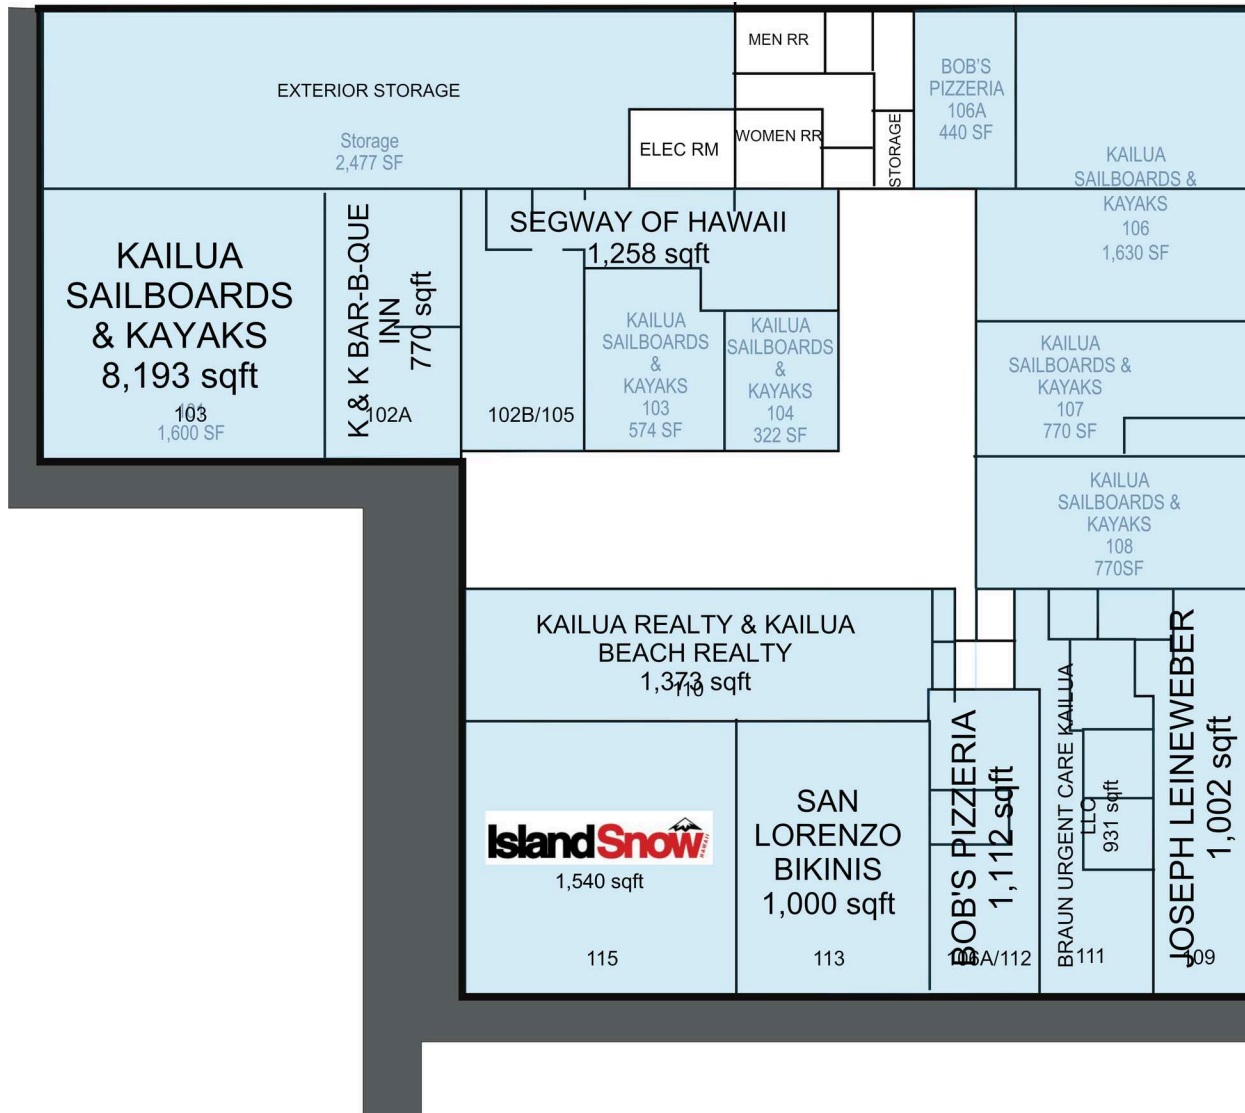 MEN RR
EXTERIOR STORAGE
Storage
2,477 SF
ELEC RM
WOMEN RR
STORAGE
BOB'S
PIZZERIA
106A
440 SF
KAILUA
SAILBOARDS &
KAYAKS
106
1,630 SF
KAILUA
SAILBOARDS
& KAYAKS
8,193 sqft
103
1,600 SF
K & K BAR-B-QUE
INN
770 sqft
102A
SEGWAY OF HAWAII
1,258 sqft
102B/105
KAILUA
SAILBOARDS
&
KAYAKS
103
574 SF
KAILUA
SAILBOARDS
&
KAYAKS
104
322 SF
KAILUA
SAILBOARDS &
KAYAKS
107
770 SF
KAILUA
SAILBOARDS &
KAYAKS
108
770SF
KAILUA REALTY & KAILUA
BEACH REALTY
1,373 sqft
110
IslandSnow
HAWAII
1,540 sqft
115
SAN
LORENZO
BIKINIS
1,000 sqft
113
BOB'S PIZZERIA
1,112 sqft
106A/112
BRAUN URGENT CARE KAILUA
LLC
931 sqft
111
JOSEPH LEINEWEBER
1,002 sqft
109